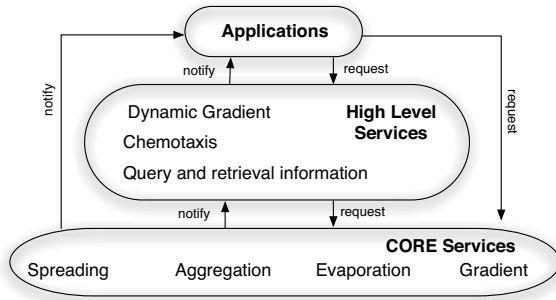 Applications
notify
request
notify
request
Dynamic Gradient
High Level
Services
Chemotaxis
Query and retrieval information
notify
request
CORE Services
Spreading Aggregation Evaporation Gradient